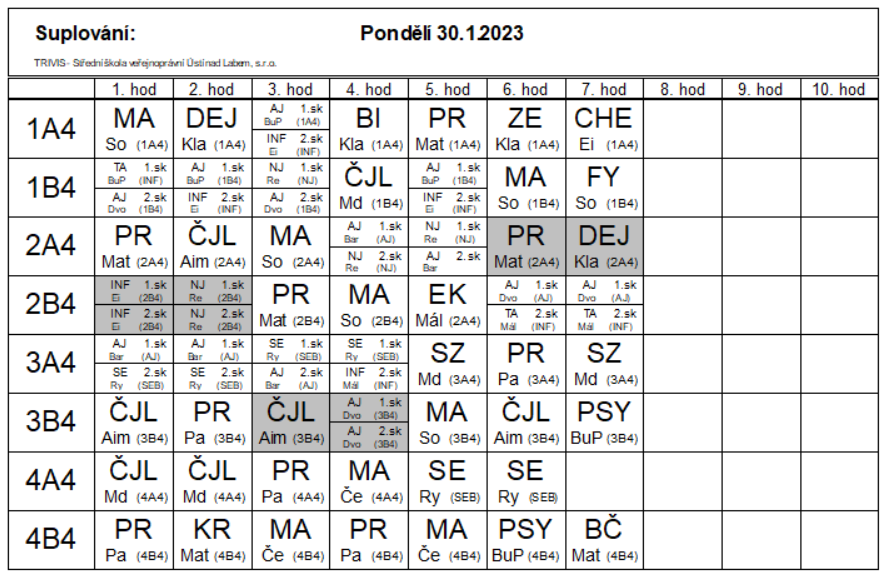 Suplování: Pondělí 30.1.2023
TRIVIS - Střední škola veřejnoprávní Ústí nad Labem, s.r.o.
1. hod 2. hod 3. hod 4. hod 5. hod 6. hod 7. hod 8. hod 9. hod 10. hod
1A4
MA
So (1A4)
DEJ
Kla (1A4)
AJ 1.sk
BuP (1A4)
INF 2.sk
Ei (INF)
BI
Kla (1A4)
PR
Mat (1A4)
ZE
Kla (1A4)
CHE
Ei (1A4)
1B4
TA 1.sk
BuP (INF)
AJ 2.sk
Dvo (1B4)
AJ 1.sk
BuP (1B4)
INF 2.sk
Ei (INF)
NJ 1.sk
Re (NJ)
AJ 2.sk
Dvo (1B4)
ČJL
Md (1B4)
AJ 1.sk
BuP (1B4)
INF 2.sk
Ei (INF)
MA
So (1B4)
FY
So (1B4)
2A4
PR
Mat (2A4)
ČJL
Aim (2A4)
MA
So (2A4)
AJ 1.sk
Bar (AJ)
NJ 2.sk
Re (NJ)
NJ 1.sk
Re (NJ)
AJ 2.sk
Bar
PR
Mat (2A4)
DEJ
Kla (2A4)
2B4
INF 1.sk
Ei (2B4)
INF 2.sk
Ei (2B4)
NJ 1.sk
Re (2B4)
NJ 2.sk
Re (2B4)
PR
Mat (2B4)
MA
So (2B4)
EK
Mál (2A4)
AJ 1.sk
Dvo (AJ)
TA 2.sk
Mál (INF)
AJ 1.sk
Dvo (AJ)
TA 2.sk
Mál (INF)
3A4
AJ 1.sk
Bar (AJ)
SE 2.sk
Ry (SEB)
AJ 1.sk
Bar (AJ)
SE 2.sk
Ry (SEB)
SE 1.sk
Ry (SEB)
AJ 2.sk
Bar (AJ)
SE 1.sk
Ry (SEB)
INF 2.sk
Mál (INF)
SZ
Md (3A4)
PR
Pa (3A4)
SZ
Md (3A4)
3B4
ČJL
Aim (3B4)
PR
Pa (3B4)
ČJL
Aim (3B4)
AJ 1.sk
Dvo (3B4)
AJ 2.sk
Dvo (3B4)
MA
So (3B4)
ČJL
Aim (3B4)
PSY
BuP (3B4)
4A4
ČJL
Md (4A4)
ČJL
Md (4A4)
PR
Pa (4A4)
MA
Če (4A4)
SE
Ry (SEB)
SE
Ry (SEB)
4B4
PR
Pa (4B4)
KR
Mat (4B4)
MA
Če (4B4)
PR
Pa (4B4)
MA
Če (4B4)
PSY
BuP (4B4)
BČ
Mat (4B4)